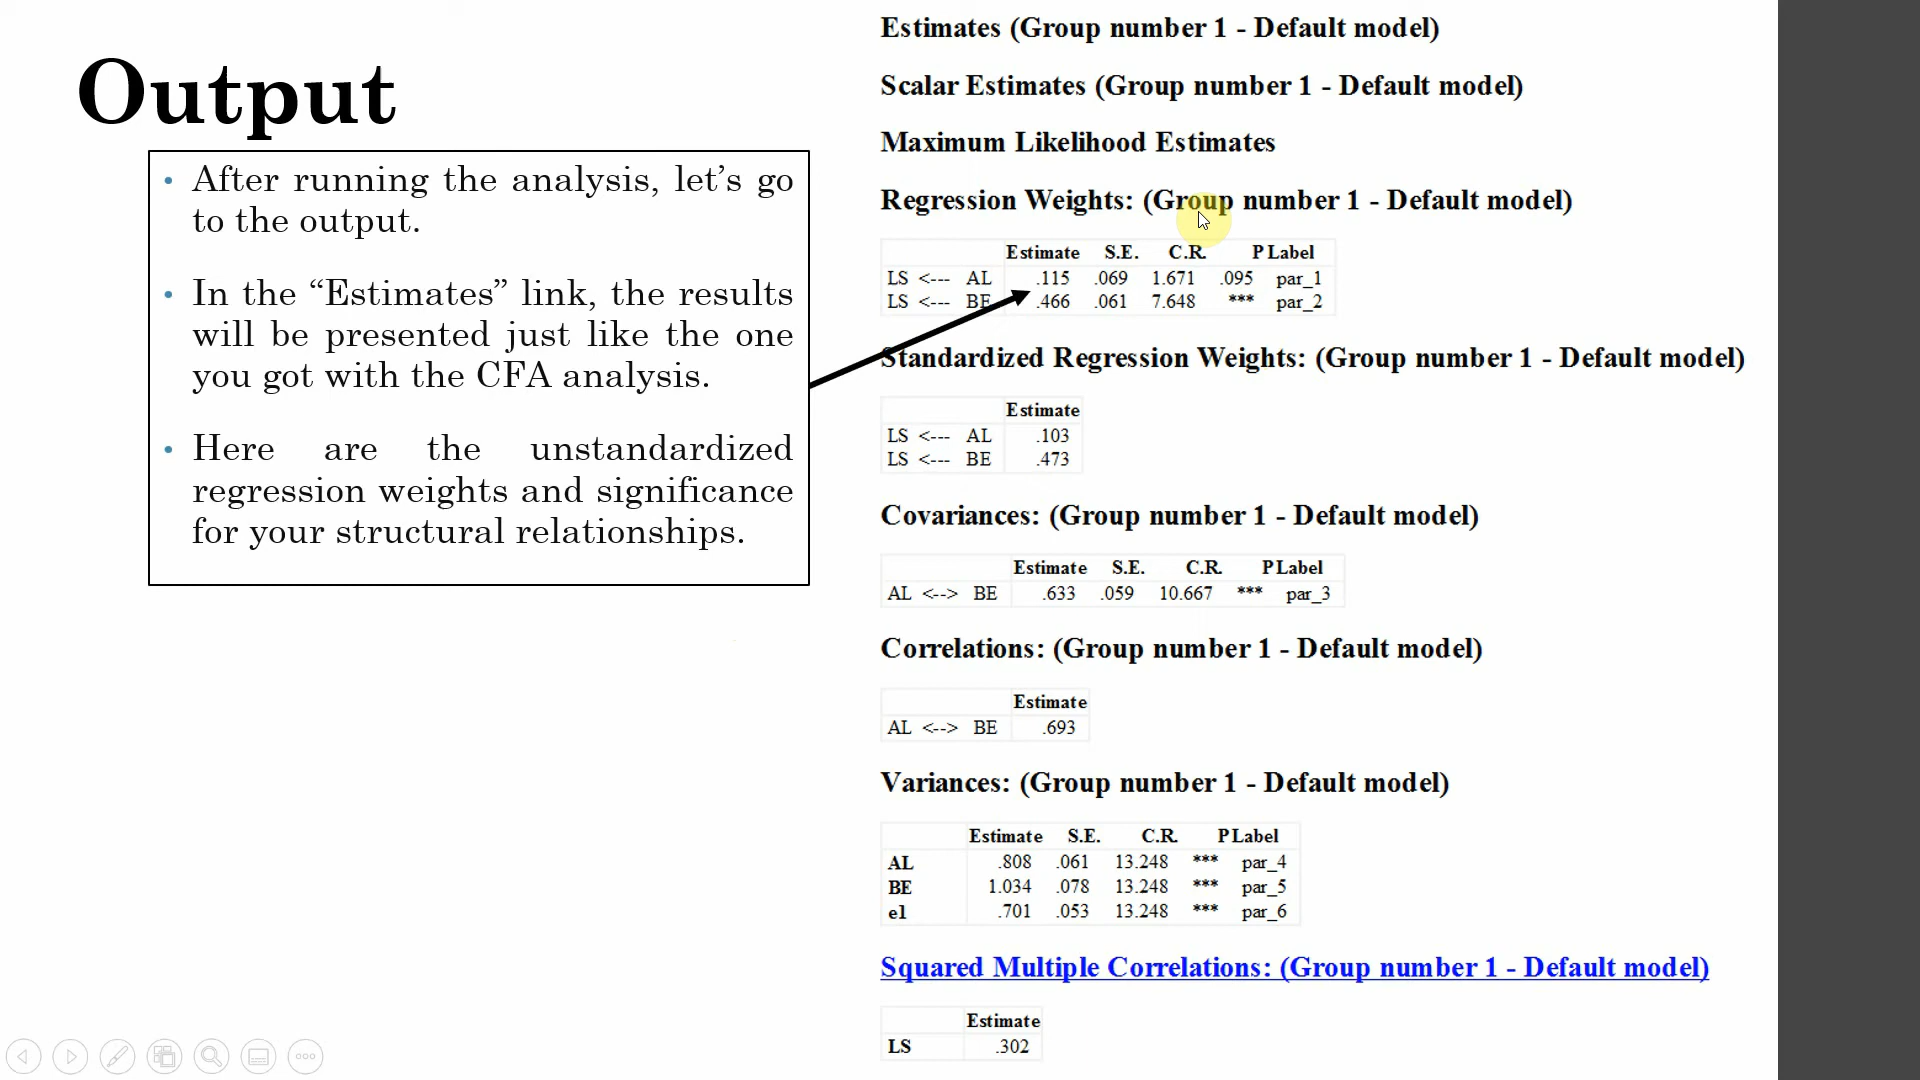 Output
• After running the analysis, let’s go
to the output.
• In the “Estimates” link, the results
will be presented just like the one
you got with the CFA analysis.
• Here are the unstandardized
regression weights and significance
for your structural relationships.
Estimates (Group number 1 - Default model)
Scalar Estimates (Group number 1 - Default model)
Maximum Likelihood Estimates
Regression Weights: (Group number 1 - Default model)
Estimate S.E. C.R. P Label
LS <--- AL .115 .069 1.671 .095 par_1
LS <--- BE .466 .061 7.648 *** par_2
Standardized Regression Weights: (Group number 1 - Default model)
Estimate
LS <--- AL .103
LS <--- BE .473
Covariances: (Group number 1 - Default model)
Estimate S.E. C.R. P Label
AL <--> BE .633 .059 10.667 *** par_3
Correlations: (Group number 1 - Default model)
Estimate
AL <--> BE .693
Variances: (Group number 1 - Default model)
Estimate S.E. C.R. P Label
AL .808 .061 13.248 *** par_4
BE 1.034 .078 13.248 *** par_5
e1 .701 .053 13.248 *** par_6
Squared Multiple Correlations: (Group number 1 - Default model)
Estimate
LS .302